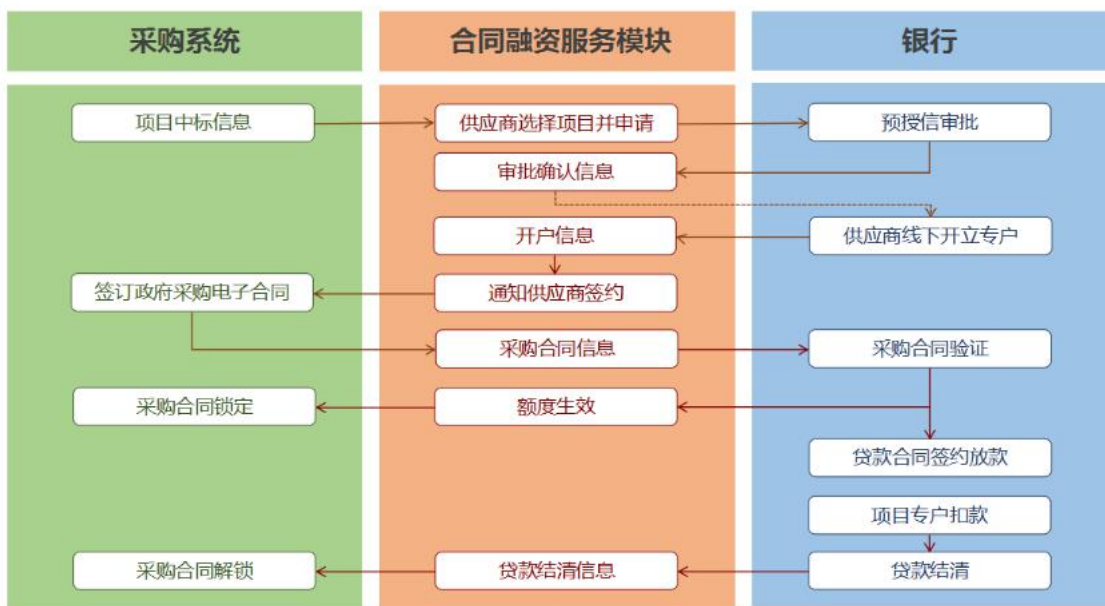 采购系统
合同融资服务模块
银行
项目中标信息
供应商选择项目并申请
预授信审批
审批确认信息
开户信息
供应商线下开立专户
签订政府采购电子合同
通知供应商签约
采购合同信息
采购合同验证
采购合同锁定
额度生效
贷款合同签约放款
项目专户扣款
采购合同解锁
贷款结清信息
贷款结清